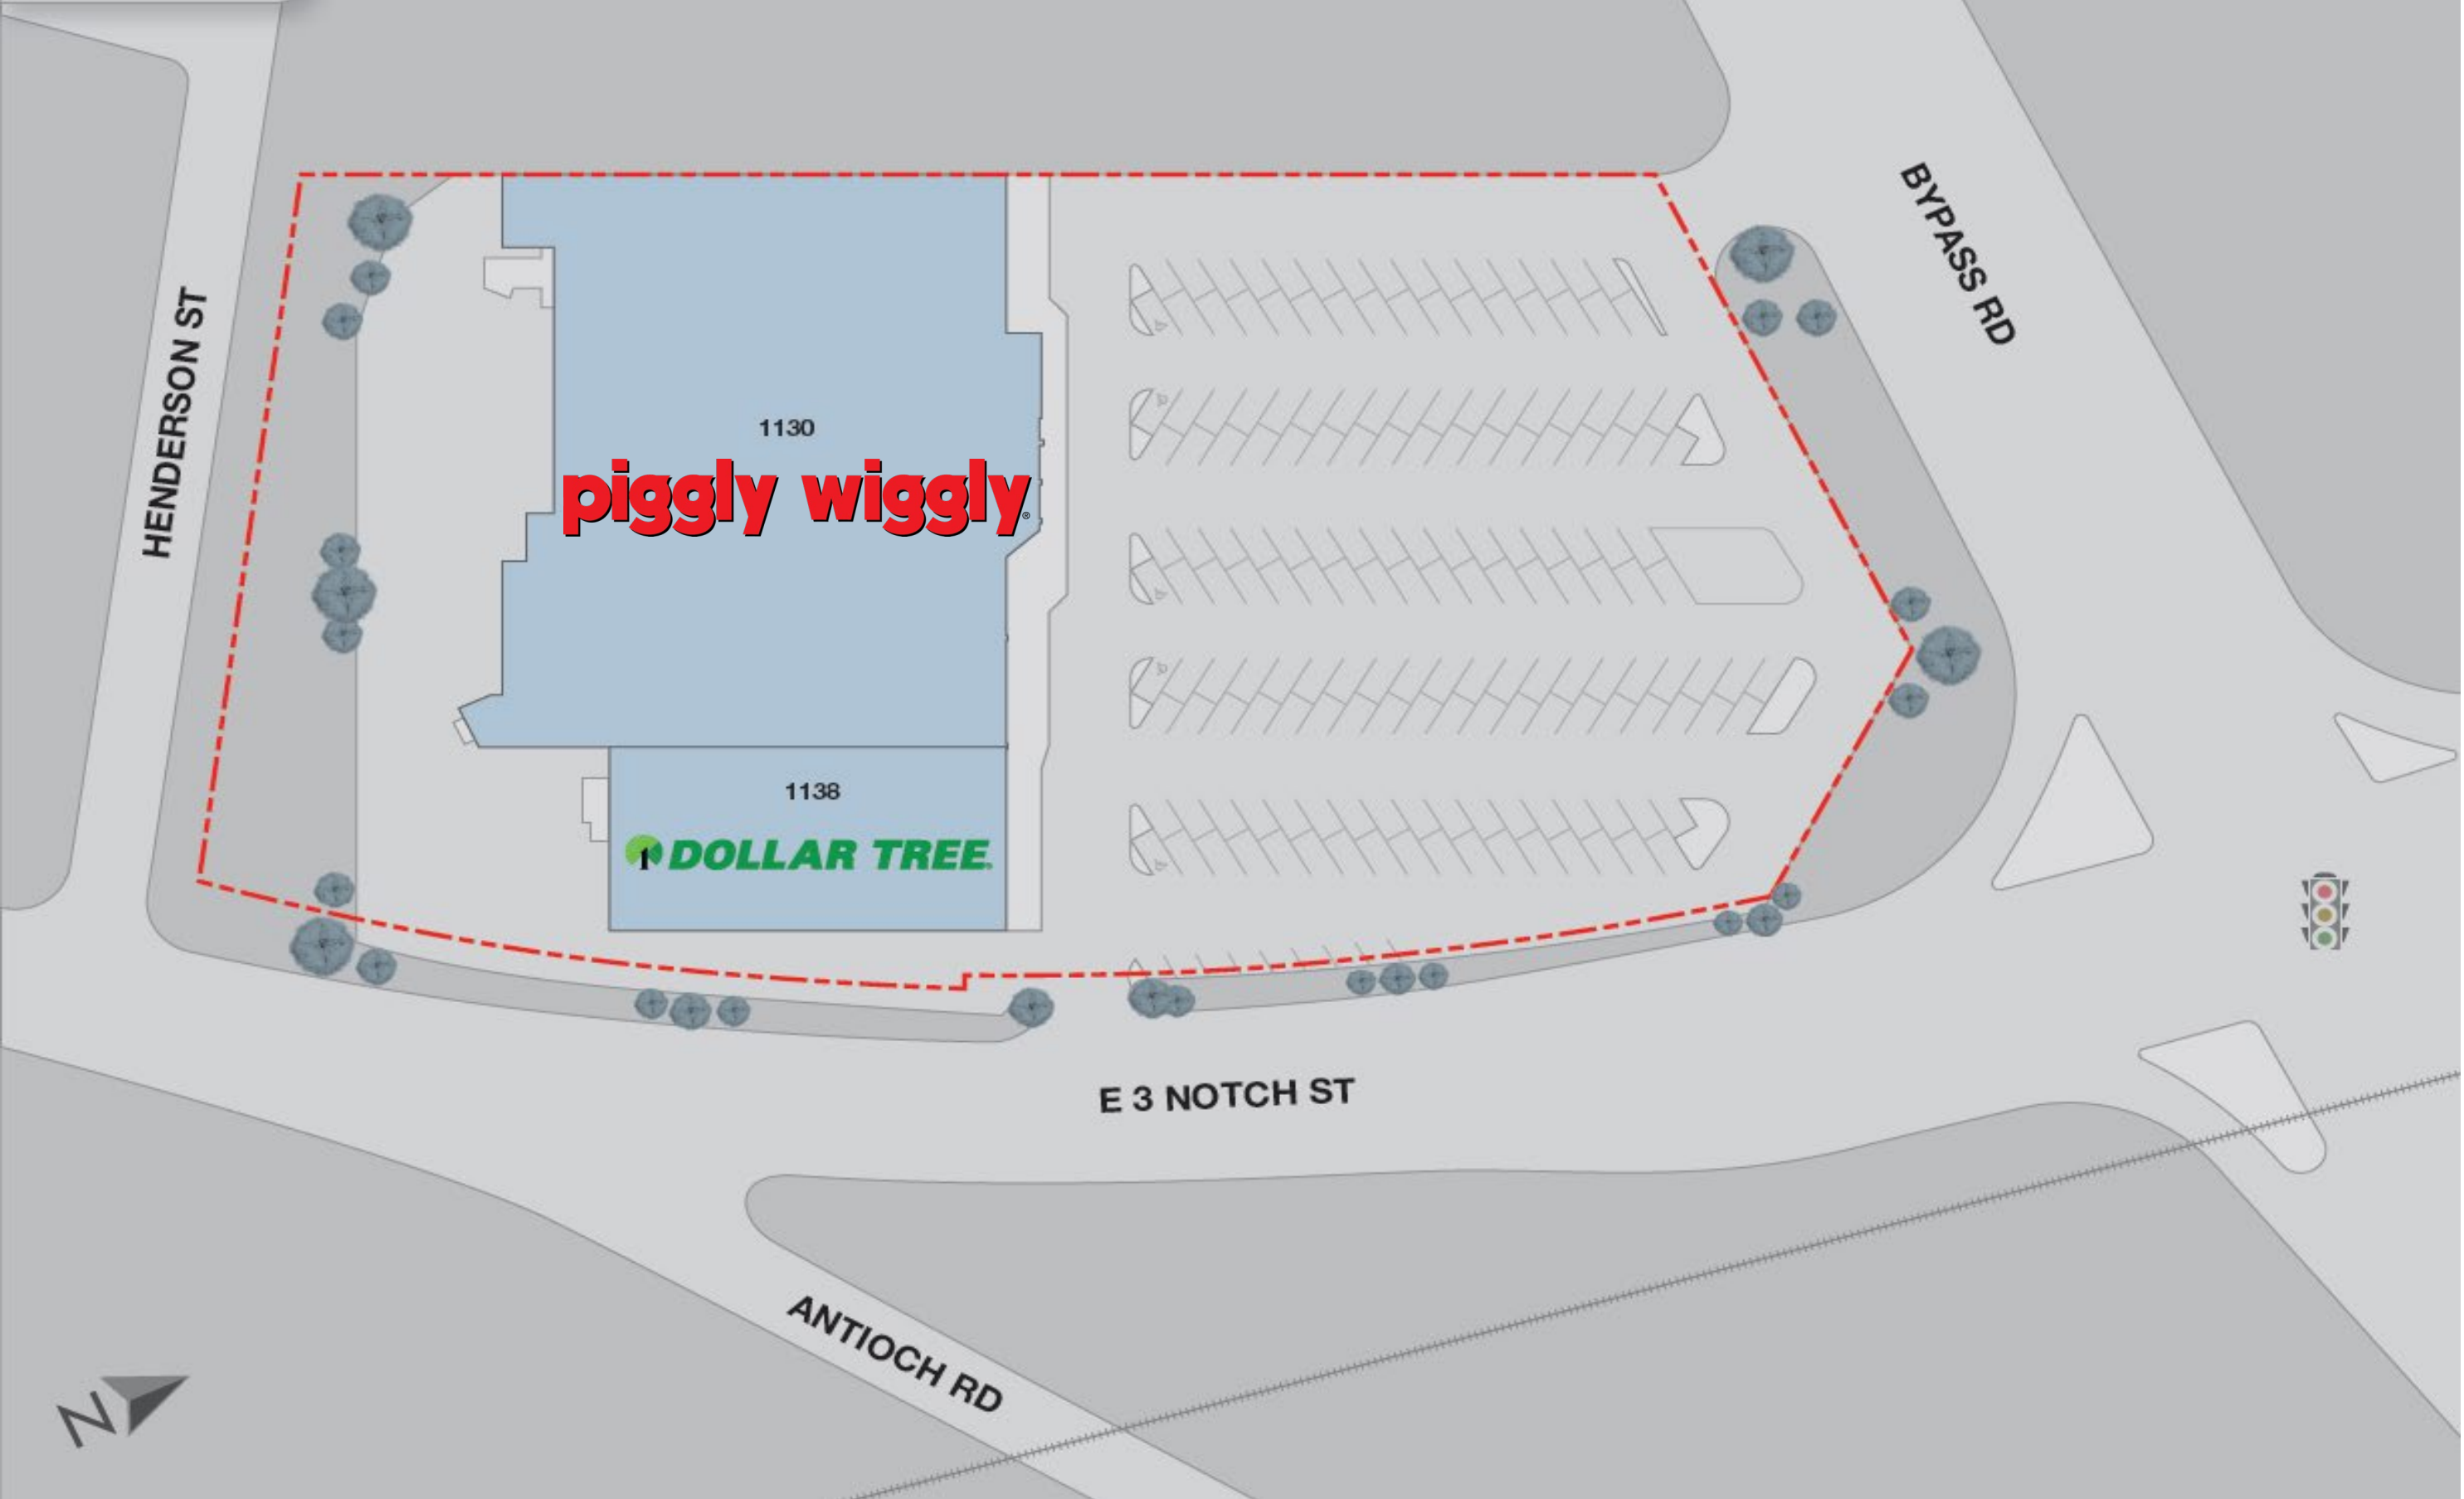 BYPASS RD
HENDERSON ST
1130
piggly wiggly®
1138
DOLLAR TREE.
E 3 NOTCH ST
ANTIOCH RD
N